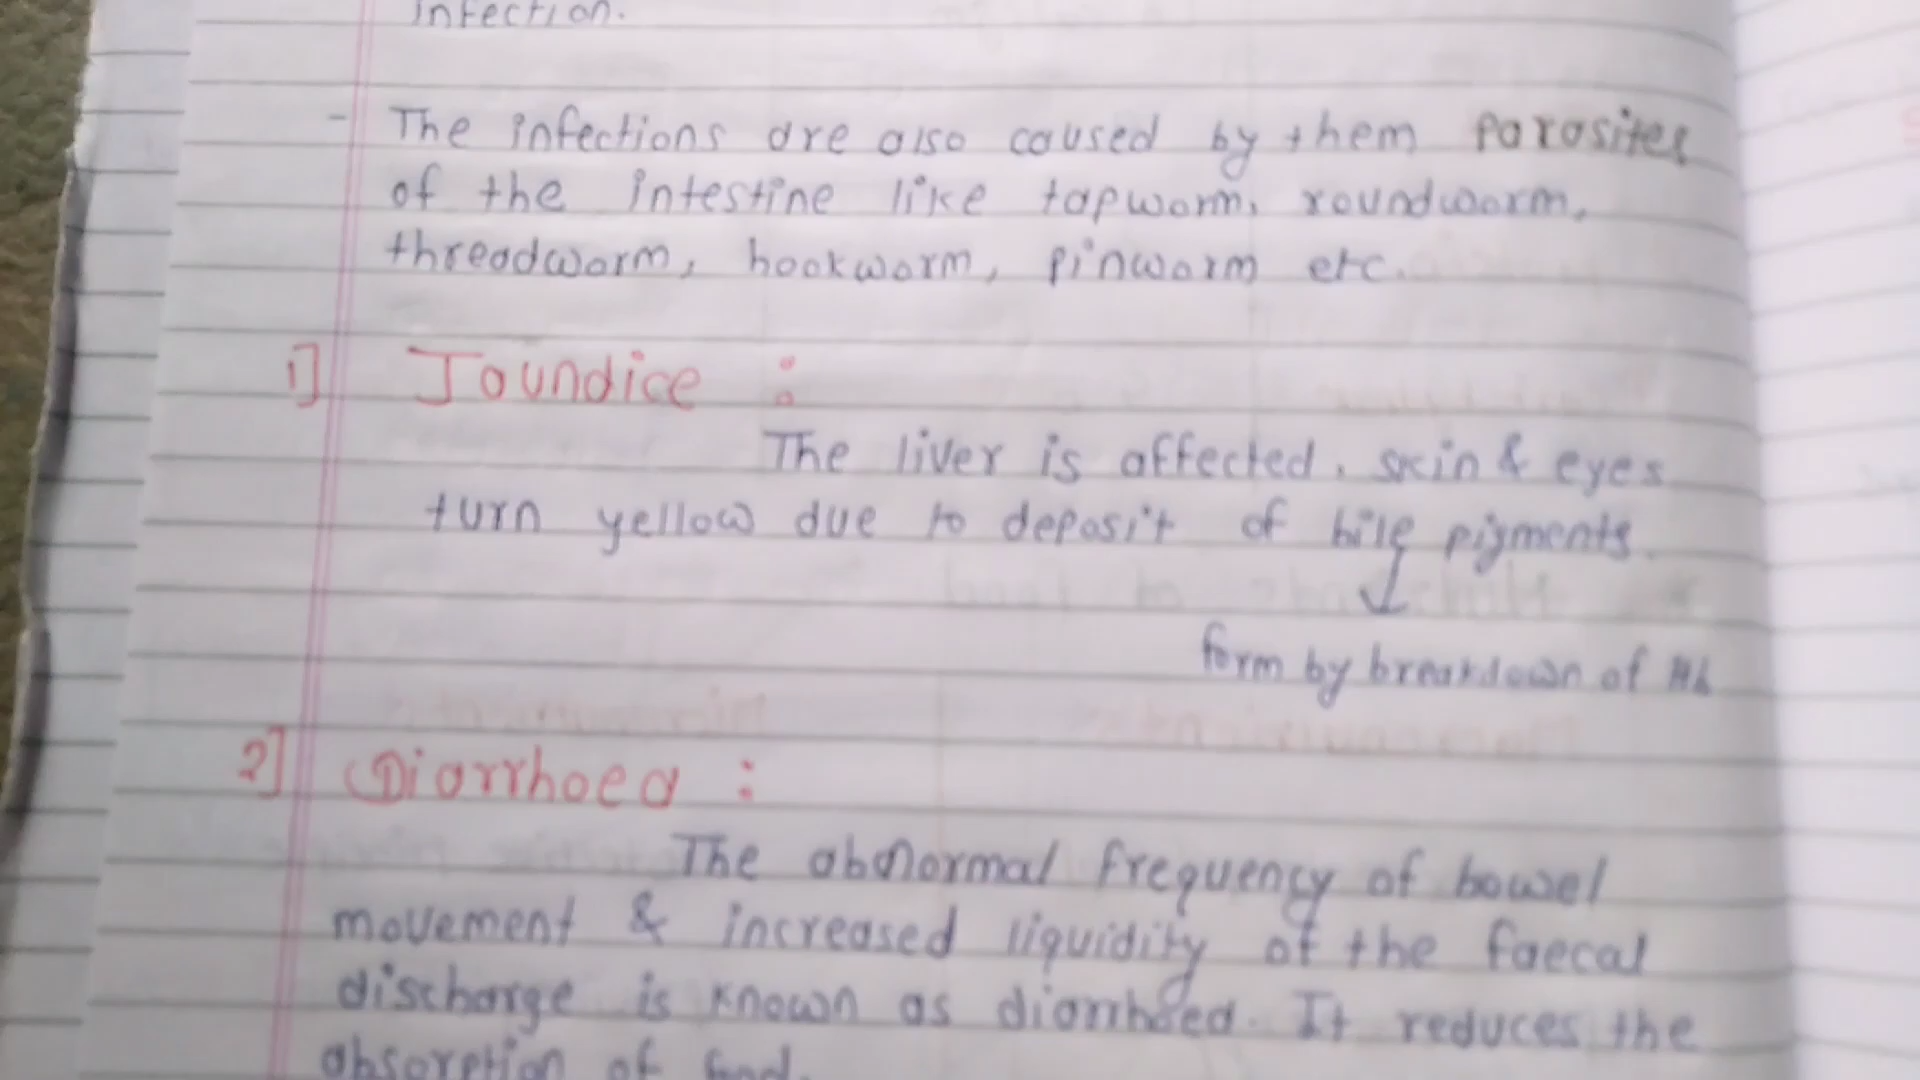 infection.
- The infections are also caused by them parasites
of the intestine like tapworm, roundworm,
threadworm, hookworm, pinworm etc.
1] Jaundice :
The liver is affected, skin & eyes
turn yellow due to deposit of bile pigments.
↓
form by breakdown of Hb
2] Diarrhoea :
The abnormal frequency of bowel
movement & increased liquidity of the faecal
discharge is known as diarrhoea. It reduces the
absorption of food.